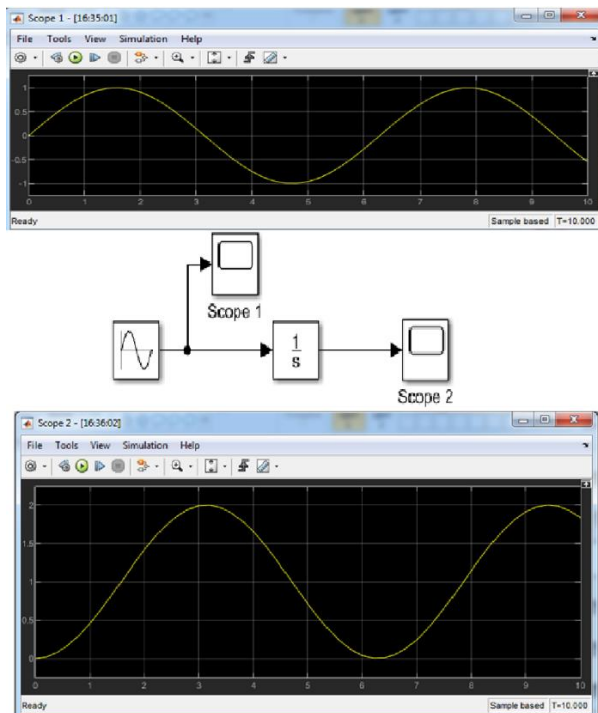 Scope 1 - [16:35:01]
File Tools View Simulation Help
1
0.5
0
-0.5
-1
0 1 2 3 4 5 6 7 8 9 10
Ready Sample based T=10.000
Scope 1
1
s
Scope 2
Scope 2 - [16:36:02]
File Tools View Simulation Help
2
1.5
1
0.5
0
0 1 2 3 4 5 6 7 8 9 10
Ready Sample based T=10.000